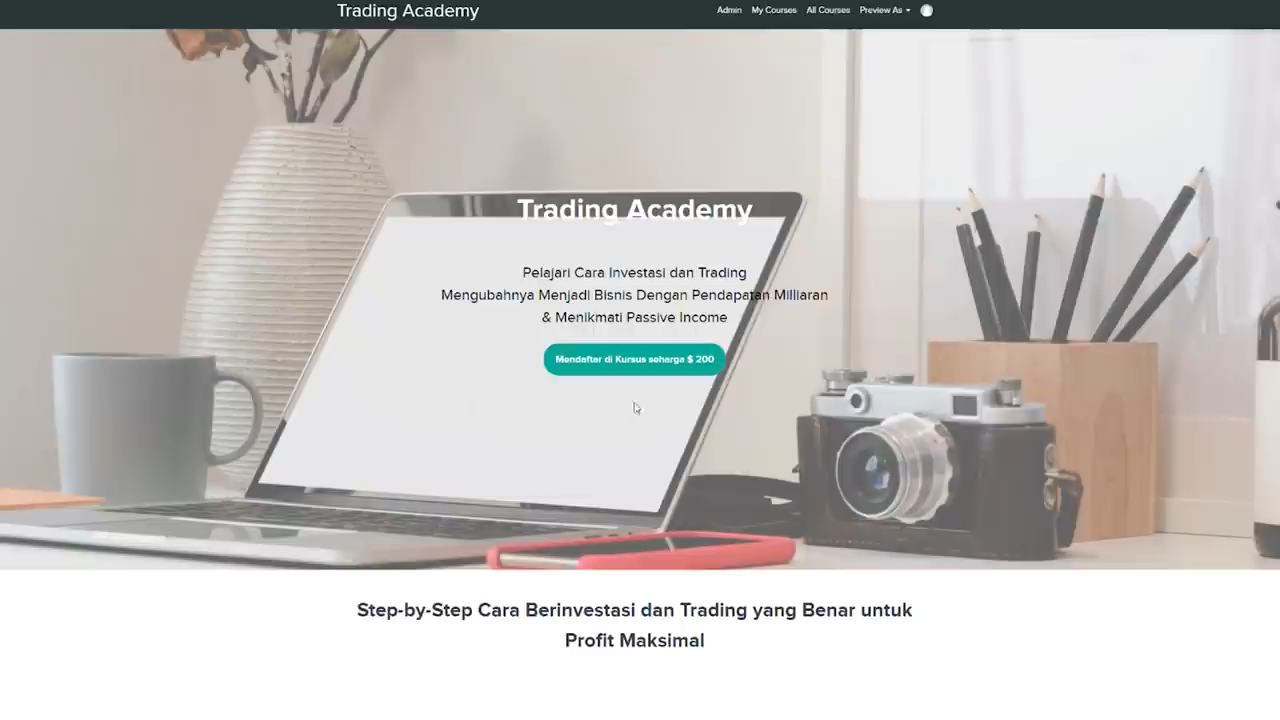 Trading Academy
Admin My Courses All Courses Preview As
Trading Academy
Pelajari Cara Investasi dan Trading
Mengubahnya Menjadi Bisnis Dengan Pendapatan Milliaran
& Menikmati Passive Income
Mendaftar di Kursus seharga $ 200
Step-by-Step Cara Berinvestasi dan Trading yang Benar untuk
Profit Maksimal